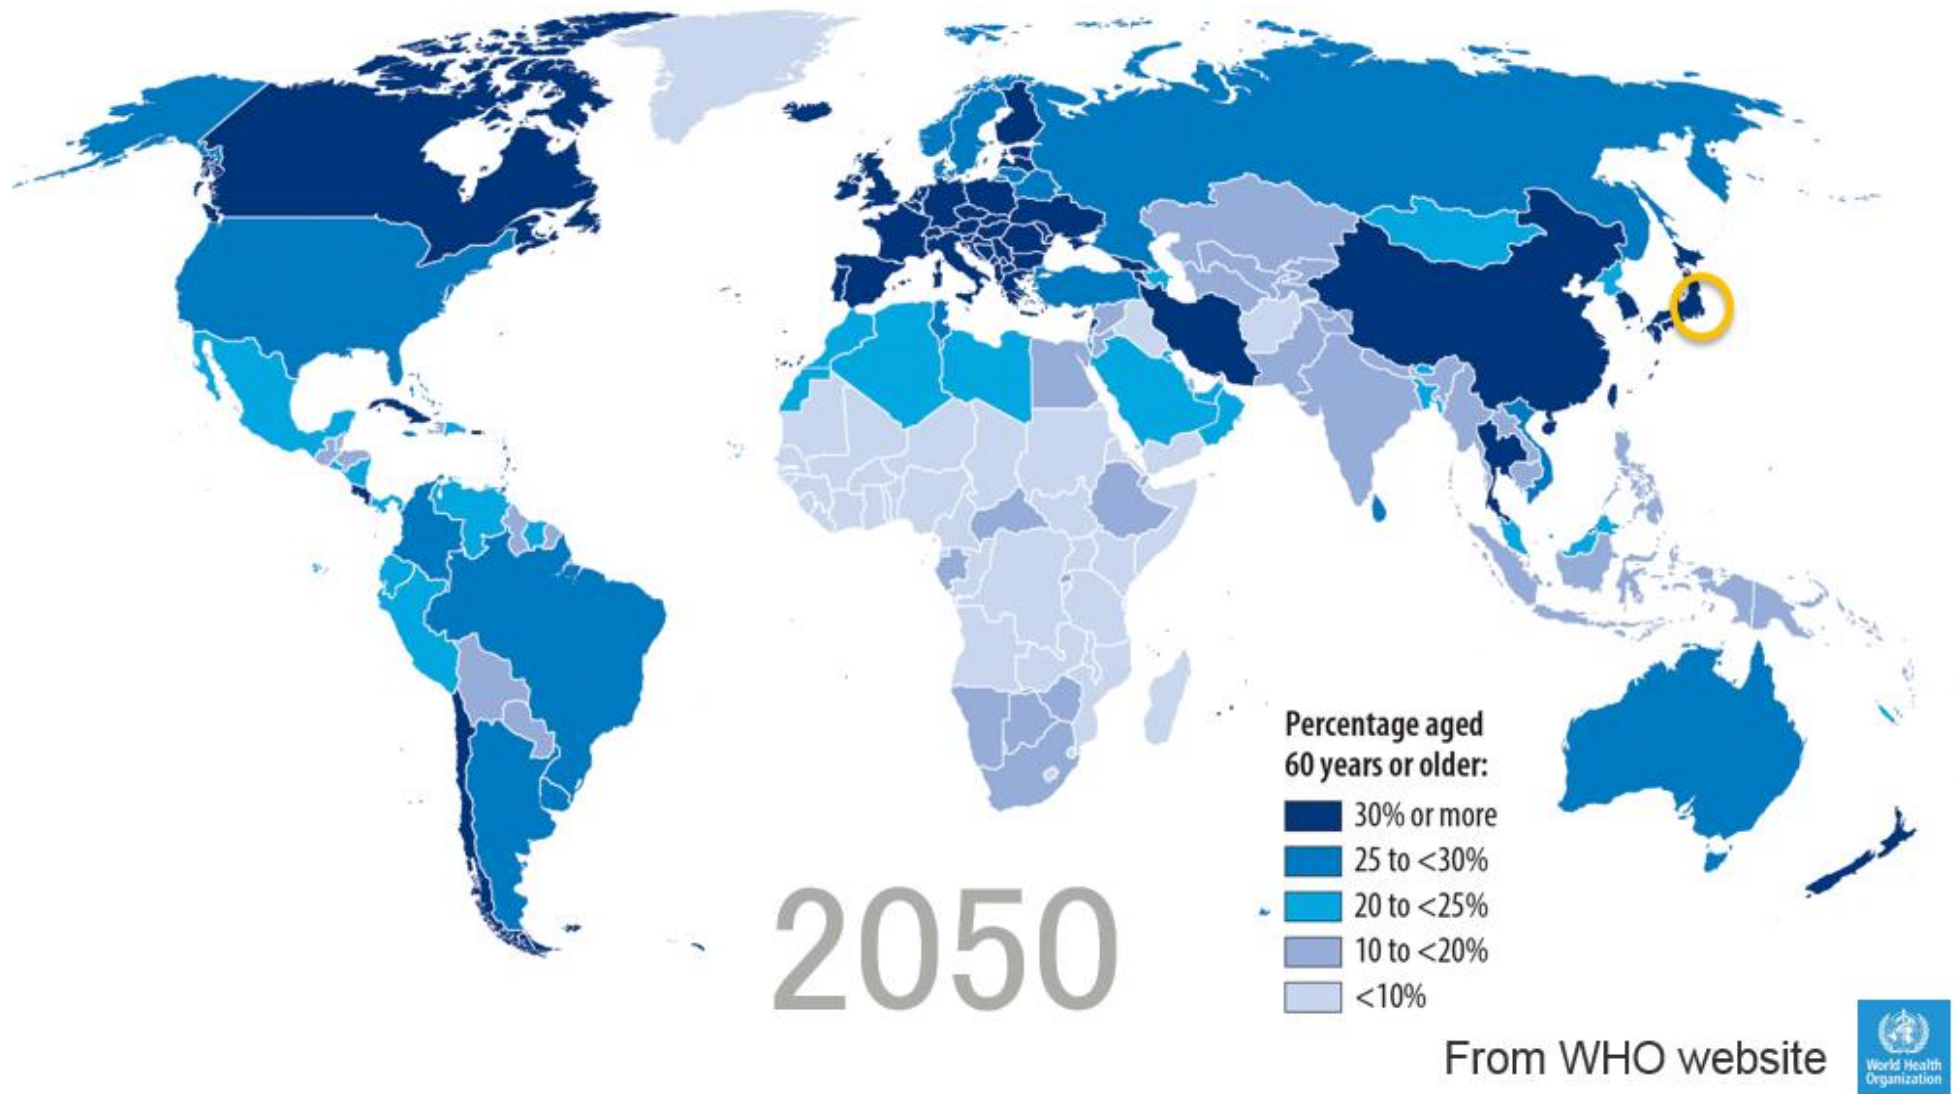 Percentage aged
60 years or older:
30% or more
25 to <30%
20 to <25%
10 to <20%
<10%
2050
From WHO website
World Health
Organization